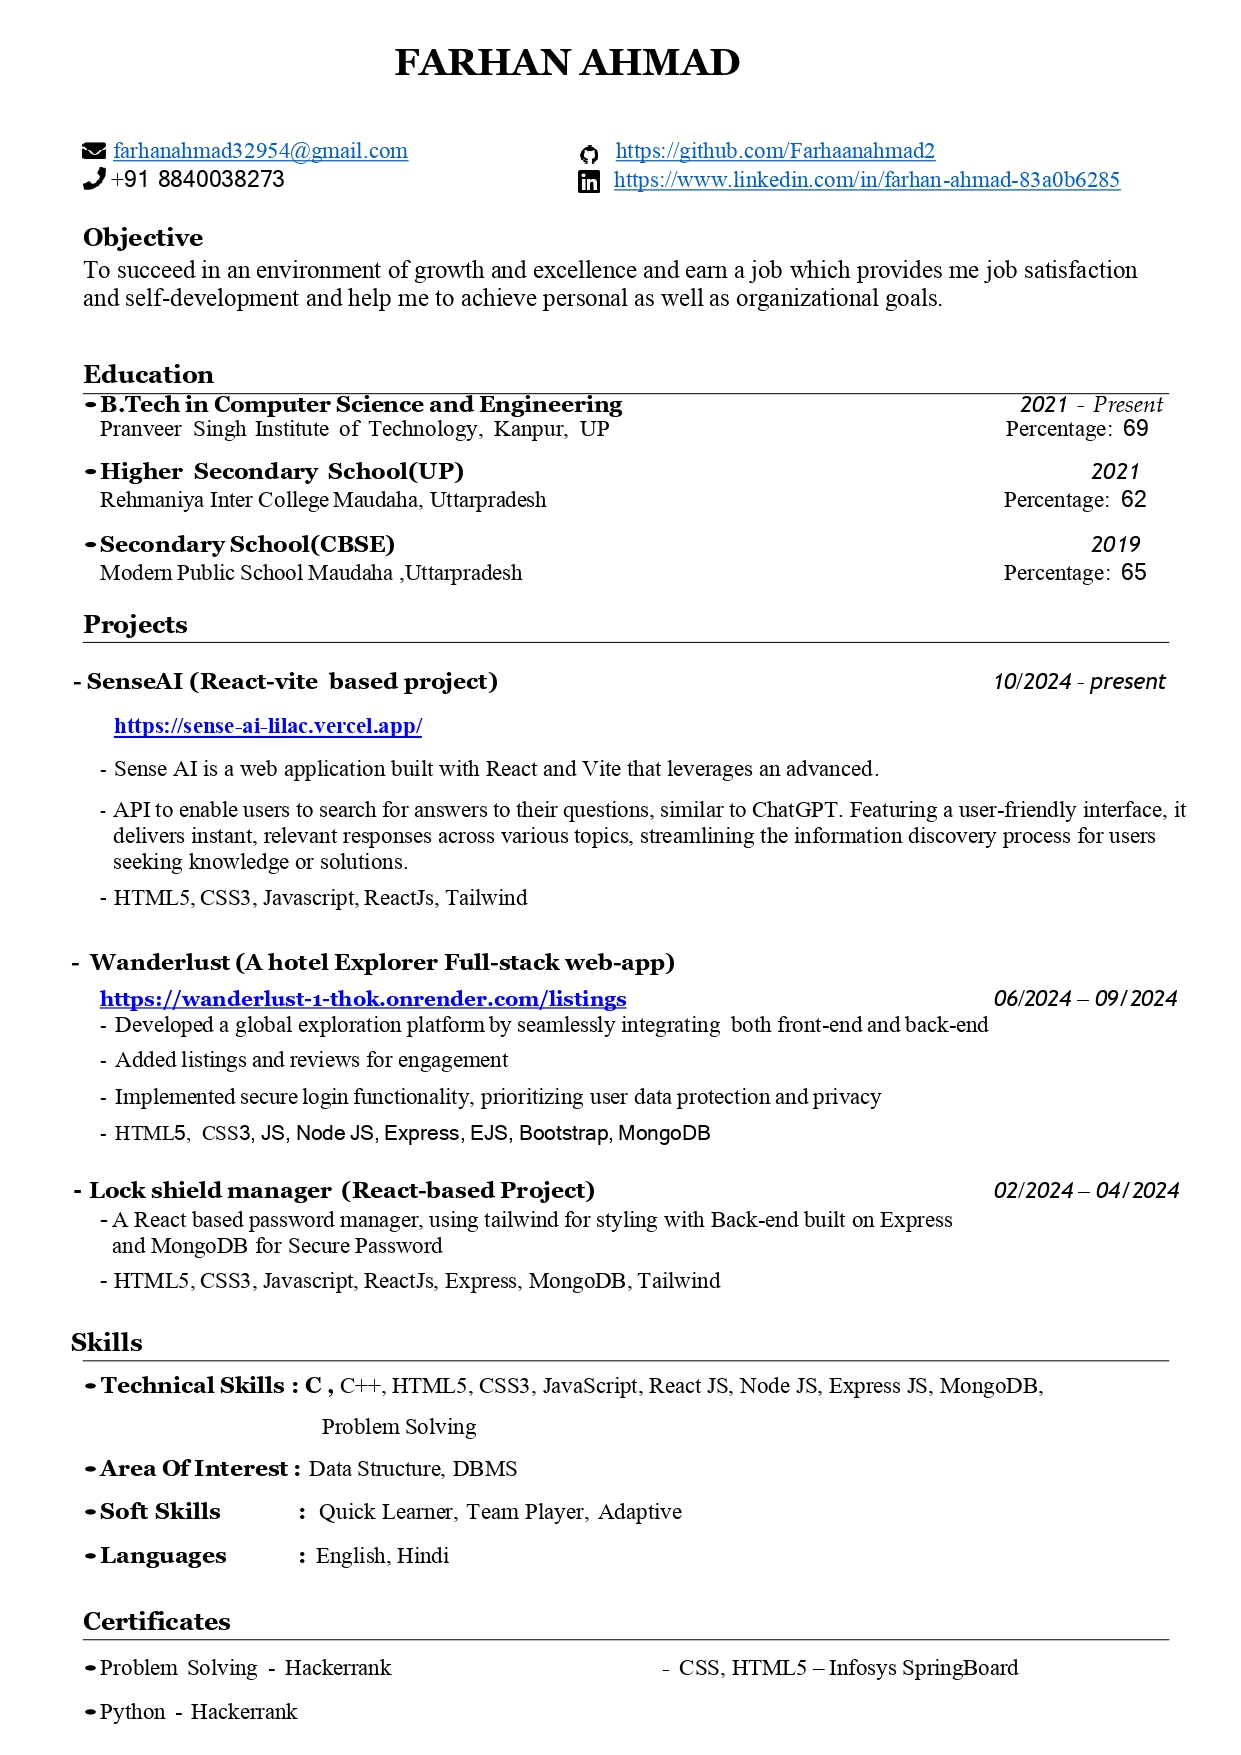 FARHAN AHMAD
farhanahmad32954@gmail.com https://github.com/Farhaanahmad2
+91 8840038273 https://www.linkedin.com/in/farhan-ahmad-83a0b6285
Objective
To succeed in an environment of growth and excellence and earn a job which provides me job satisfaction
and self-development and help me to achieve personal as well as organizational goals.
Education
• B.Tech in Computer Science and Engineering 2021 - Present
Pranveer Singh Institute of Technology, Kanpur, UP Percentage: 69
• Higher Secondary School(UP) 2021
Rehmaniya Inter College Maudaha, Uttarpradesh Percentage: 62
• Secondary School(CBSE) 2019
Modern Public School Maudaha ,Uttarpradesh Percentage: 65
Projects
- SenseAI (React-vite based project) 10/2024 - present
https://sense-ai-lilac.vercel.app/
- Sense AI is a web application built with React and Vite that leverages an advanced.
- API to enable users to search for answers to their questions, similar to ChatGPT. Featuring a user-friendly interface, it
delivers instant, relevant responses across various topics, streamlining the information discovery process for users
seeking knowledge or solutions.
- HTML5, CSS3, Javascript, ReactJs, Tailwind
- Wanderlust (A hotel Explorer Full-stack web-app)
https://wanderlust-1-thok.onrender.com/listings 06/2024 – 09/2024
- Developed a global exploration platform by seamlessly integrating both front-end and back-end
- Added listings and reviews for engagement
- Implemented secure login functionality, prioritizing user data protection and privacy
- HTML5, CSS3, JS, Node JS, Express, EJS, Bootstrap, MongoDB
- Lock shield manager (React-based Project) 02/2024 – 04/2024
- A React based password manager, using tailwind for styling with Back-end built on Express
and MongoDB for Secure Password
- HTML5, CSS3, Javascript, ReactJs, Express, MongoDB, Tailwind
Skills
• Technical Skills : C , C++, HTML5, CSS3, JavaScript, React JS, Node JS, Express JS, MongoDB,
Problem Solving
• Area Of Interest : Data Structure, DBMS
• Soft Skills : Quick Learner, Team Player, Adaptive
• Languages : English, Hindi
Certificates
• Problem Solving - Hackerrank - CSS, HTML5 – Infosys SpringBoard
• Python - Hackerrank